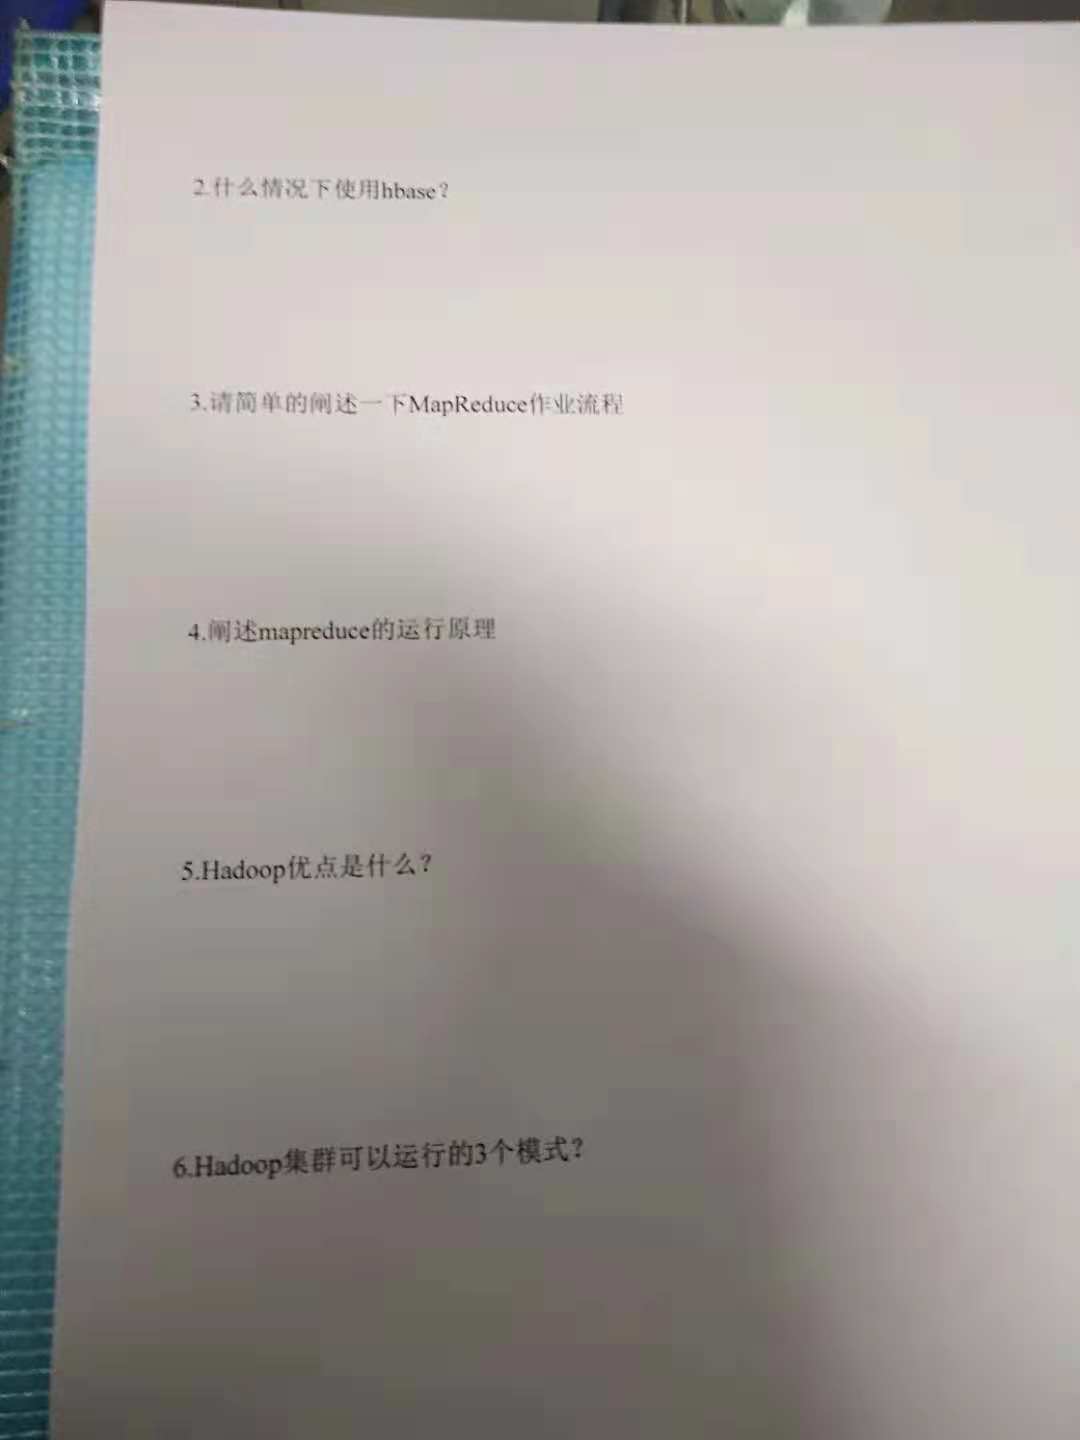 2.什么情况下使用hbase？
3.请简单的阐述一下MapReduce作业流程
4.阐述mapreduce的运行原理
5.Hadoop优点是什么？
6.Hadoop集群可以运行的3个模式？